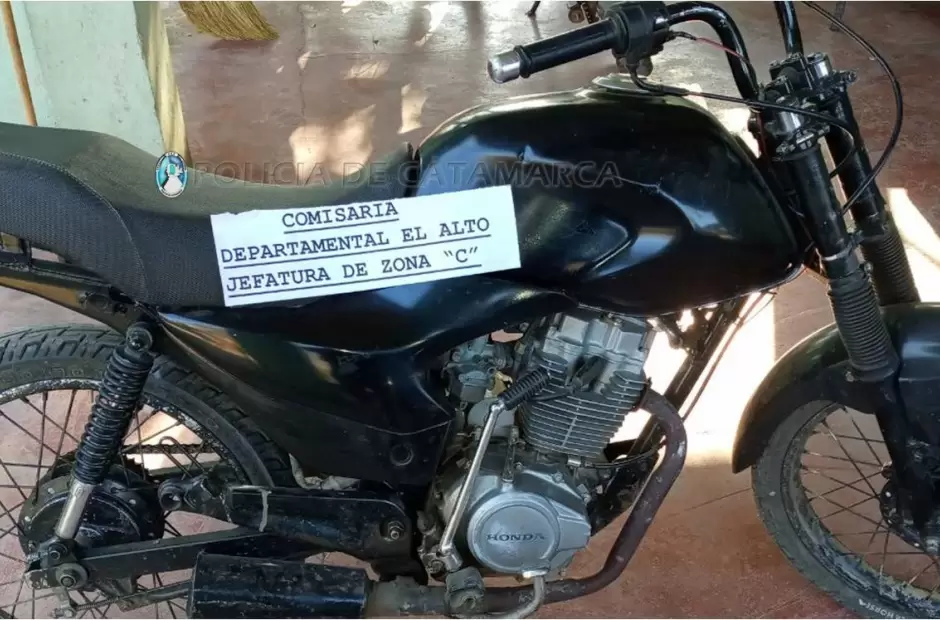 POLICIA DE CATAMARCA
COMISARIA
DEPARTAMENTAL EL ALTO
JEFATURA DE ZONA "C"
HONDA